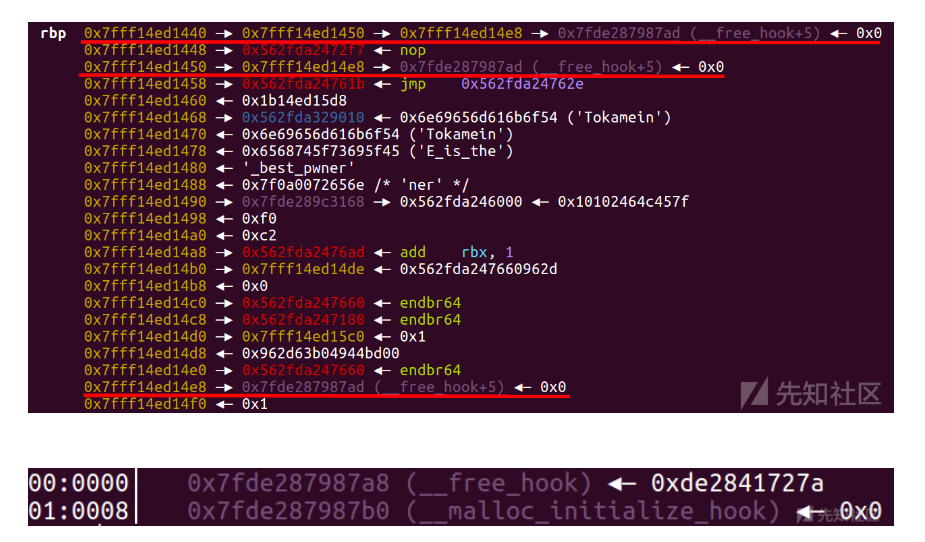 rbp 0x7fff14ed1440 —▸ 0x7fff14ed1450 —▸ 0x7fff14ed14e8 —▸ 0x7fde287987ad (__free_hook+5) ◂— 0x0
0x7fff14ed1448 —▸ 0x562fda2472f7 ◂— nop
0x7fff14ed1450 —▸ 0x7fff14ed14e8 —▸ 0x7fde287987ad (__free_hook+5) ◂— 0x0
0x7fff14ed1458 —▸ 0x562fda24761b ◂— jmp 0x562fda24762e
0x7fff14ed1460 ◂— 0x1b14ed15d8
0x7fff14ed1468 —▸ 0x562fda329010 ◂— 0x6e69656d616b6f54 ('Tokamein')
0x7fff14ed1470 ◂— 0x6e69656d616b6f54 ('Tokamein')
0x7fff14ed1478 ◂— 0x6568745f73695f45 ('E_is_the')
0x7fff14ed1480 ◂— '_best_pwner'
0x7fff14ed1488 ◂— 0x7f0a0072656e /* 'ner' */
0x7fff14ed1490 —▸ 0x7fde289c3168 —▸ 0x562fda246000 ◂— 0x10102464c457f
0x7fff14ed1498 ◂— 0xf0
0x7fff14ed14a0 ◂— 0xc2
0x7fff14ed14a8 —▸ 0x562fda2476ad ◂— add rbx, 1
0x7fff14ed14b0 —▸ 0x7fff14ed14de ◂— 0x562fda247660962d
0x7fff14ed14b8 ◂— 0x0
0x7fff14ed14c0 —▸ 0x562fda247660 ◂— endbr64
0x7fff14ed14c8 —▸ 0x562fda247180 ◂— endbr64
0x7fff14ed14d0 —▸ 0x7fff14ed15c0 ◂— 0x1
0x7fff14ed14d8 ◂— 0x962d63b04944bd00
0x7fff14ed14e0 —▸ 0x562fda247660 ◂— endbr64
0x7fff14ed14e8 —▸ 0x7fde287987ad (__free_hook+5) ◂— 0x0
0x7fff14ed14f0 ◂— 0x1
先知社区
00:0000│ 0x7fde287987a8 (__free_hook) ◂— 0xde2841727a
01:0008│ 0x7fde287987b0 (__malloc_initialize_hook) ◂— 0x0